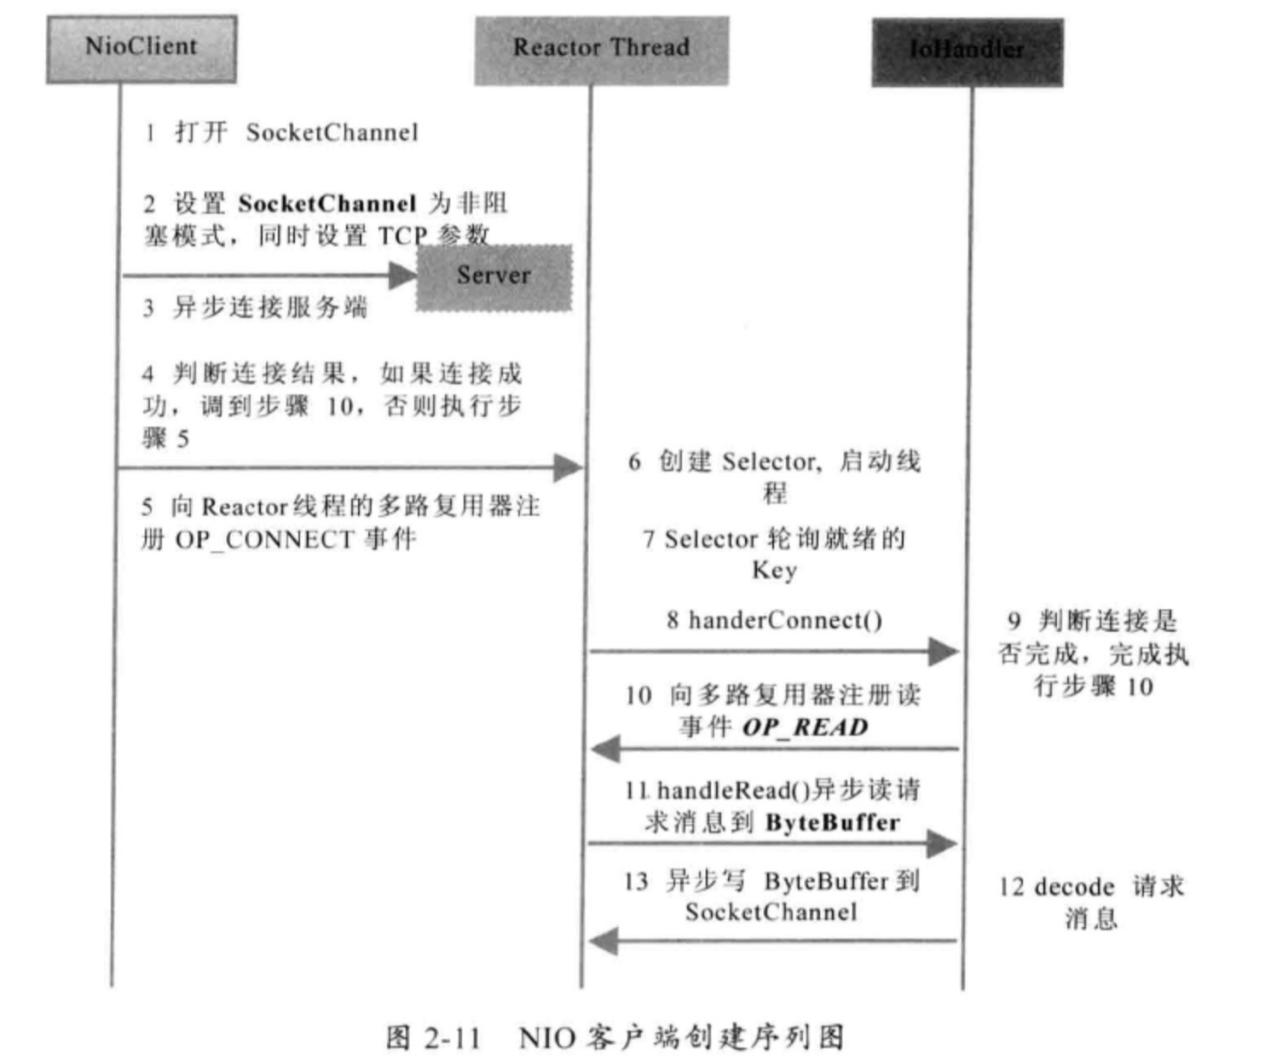 NioClient
Reactor Thread
IoHandler
1 打开 SocketChannel
2 设置 SocketChannel 为非阻
塞模式，同时设置 TCP 参数
Server
3 异步连接服务端
4 判断连接结果，如果连接成
功，调到步骤 10，否则执行步
骤 5
5 向 Reactor 线程的多路复用器注
册 OP_CONNECT 事件
6 创建 Selector, 启动线
程
7 Selector 轮询就绪的
Key
8 handerConnect()
9 判断连接是
否完成，完成执
行步骤 10
10 向多路复用器注册读
事件 OP_READ
11 handleRead()异步读请
求消息到 ByteBuffer
12 decode 请求
消息
13 异步写 ByteBuffer 到
SocketChannel
图 2-11 NIO 客户端创建序列图